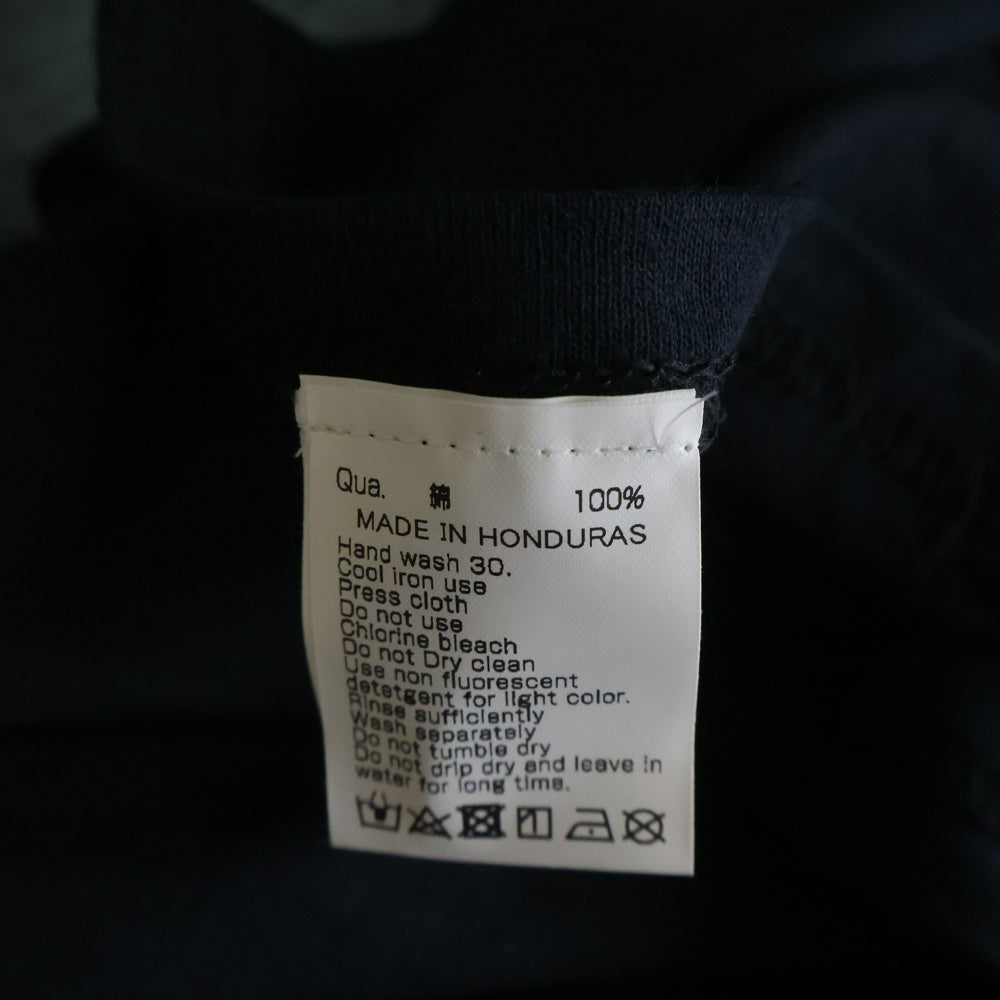 Qua. 綿 100%
MADE IN HONDURAS
Hand wash 30.
Cool iron use
Press cloth
Do not use
Chlorine bleach
Do not Dry clean
Use non fluorescent
detetgent for light color.
Rinse sufficiently
Wash separately
Do not tumble dry
Do not drip dry and leave in
water for long time.